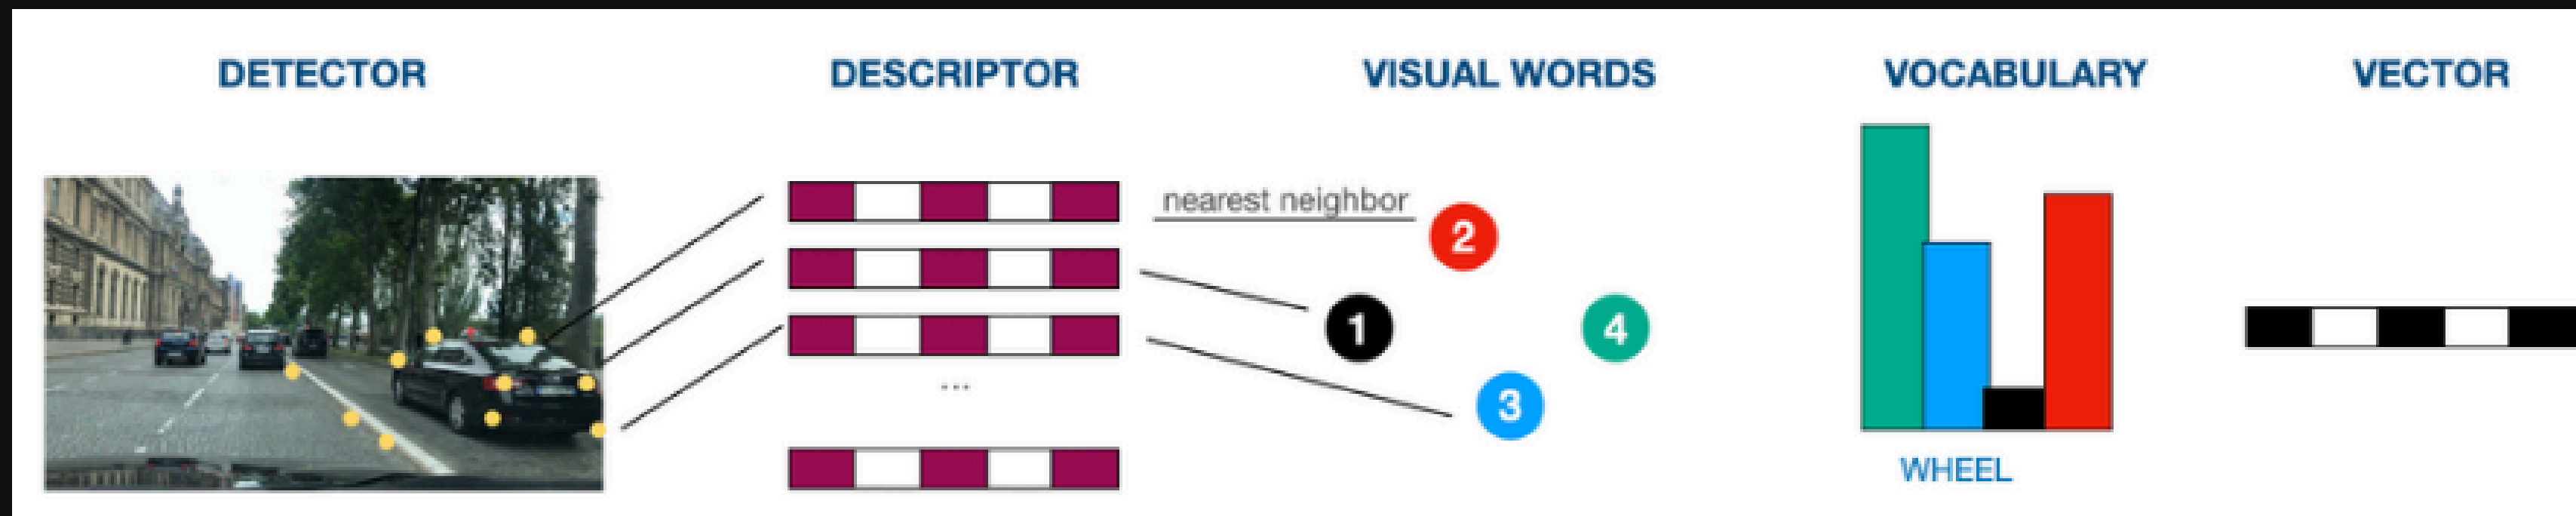 DETECTOR
DESCRIPTOR
VISUAL WORDS
VOCABULARY
VECTOR
nearest neighbor
2
1
4
3
...
WHEEL